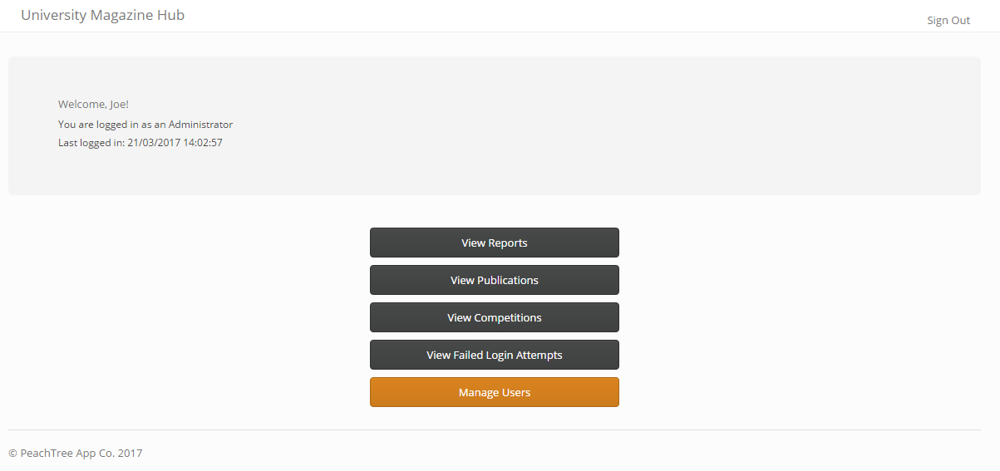 University Magazine Hub
Sign Out
Welcome, Joe!
You are logged in as an Administrator
Last logged in: 21/03/2017 14:02:57
View Reports
View Publications
View Competitions
View Failed Login Attempts
Manage Users
© PeachTree App Co. 2017